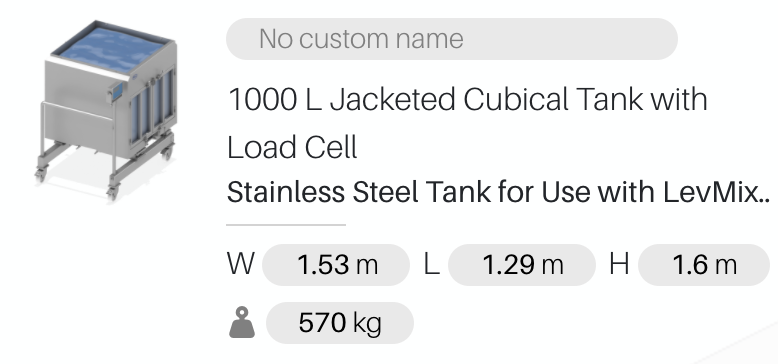 No custom name
1000 L Jacketed Cubical Tank with
Load Cell
Stainless Steel Tank for Use with LevMix..
W 1.53 m L 1.29 m H 1.6 m
570 kg